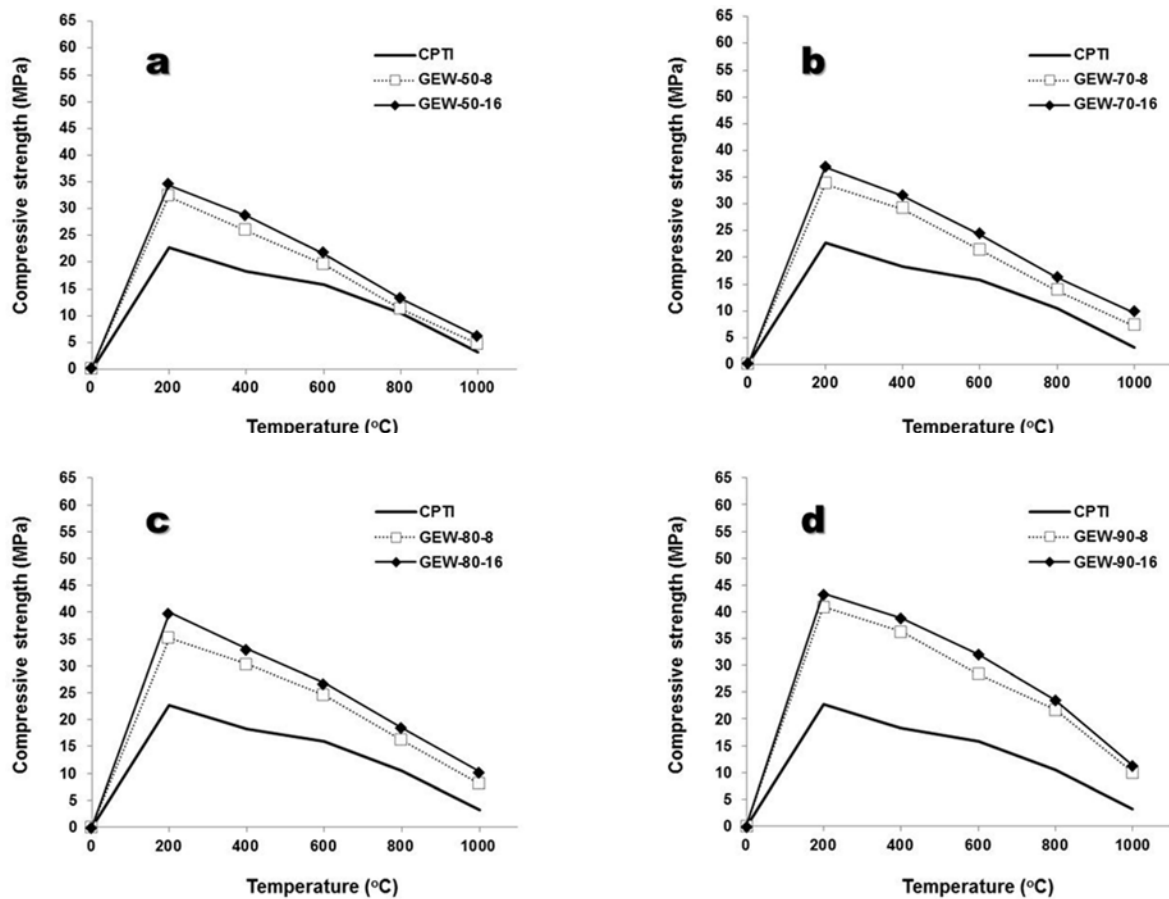 a
CPTI
GEW-50-8
GEW-50-16
Compressive strength (MPa)
65
60
55
50
45
40
35
30
25
20
15
10
5
0
0 200 400 600 800 1000
Temperature (°C)
b
CPTI
GEW-70-8
GEW-70-16
Compressive strength (MPa)
65
60
55
50
45
40
35
30
25
20
15
10
5
0
0 200 400 600 800 1000
Temperature (°C)
c
CPTI
GEW-80-8
GEW-80-16
Compressive strength (MPa)
65
60
55
50
45
40
35
30
25
20
15
10
5
0
0 200 400 600 800 1000
Temperature (°C)
d
CPTI
GEW-90-8
GEW-90-16
Compressive strength (MPa)
65
60
55
50
45
40
35
30
25
20
15
10
5
0
0 200 400 600 800 1000
Temperature (°C)